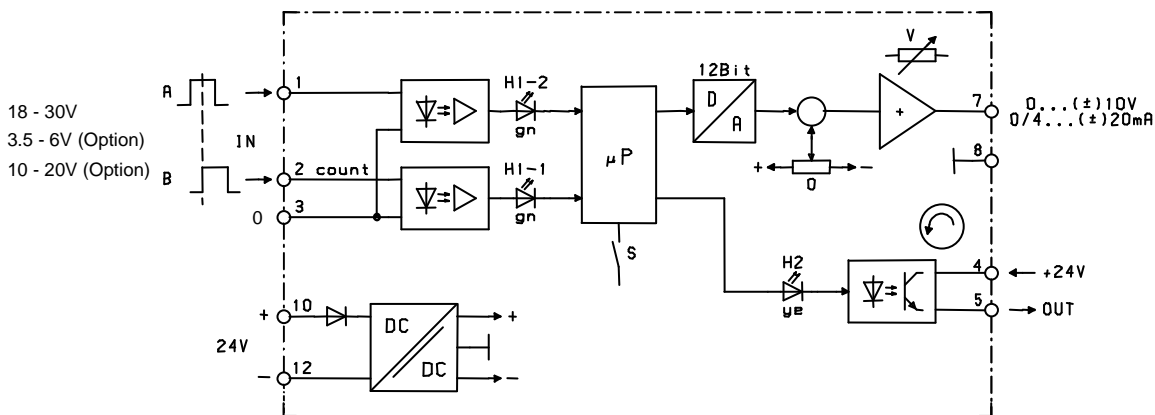 A
1
18 - 30V
3.5 - 6V (Option)
10 - 20V (Option)
IN
B
2 count
3
0
H1-2
gn
H1-1
gn
µP
S
12Bit
D
A
+
-
0
V
+
7
0...(±)10V
0/4...(±)20mA
8
H2
ye
4
+24V
5
OUT
+
10
24V
-
12
DC
DC
+
-